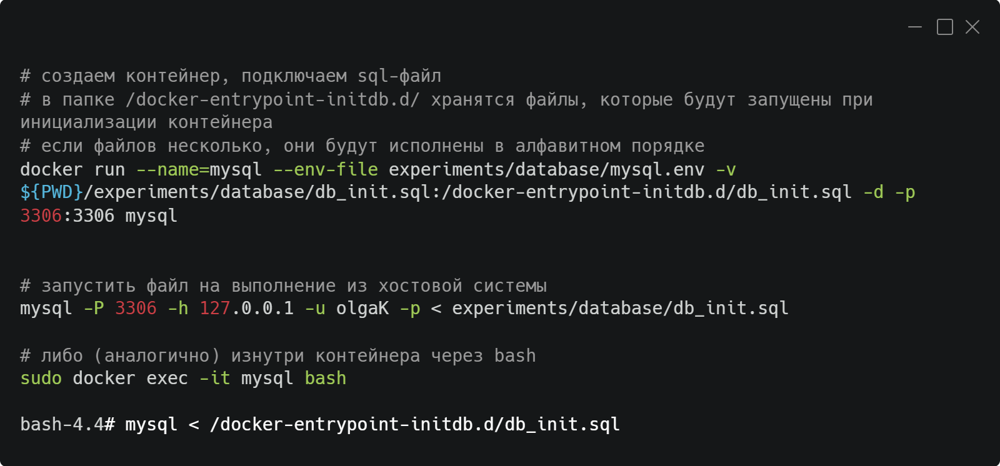 # создаем контейнер, подключаем sql-файл
# в папке /docker-entrypoint-initdb.d/ хранятся файлы, которые будут запущены при
инициализации контейнера
# если файлов несколько, они будут исполнены в алфавитном порядке
docker run --name=mysql --env-file experiments/database/mysql.env -v
${PWD}/experiments/database/db_init.sql:/docker-entrypoint-initdb.d/db_init.sql -d -p
3306:3306 mysql
# запустить файл на выполнение из хостовой системы
mysql -P 3306 -h 127.0.0.1 -u olgaK -p < experiments/database/db_init.sql
# либо (аналогично) изнутри контейнера через bash
sudo docker exec -it mysql bash
bash-4.4# mysql < /docker-entrypoint-initdb.d/db_init.sql